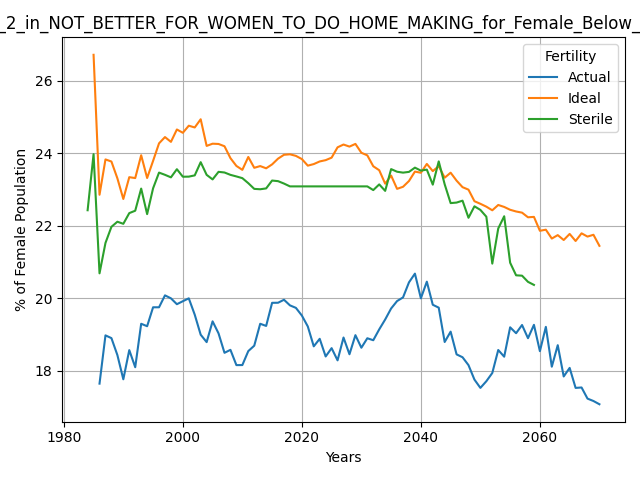 _2_in_NOT_BETTER_FOR_WOMEN_TO_DO_HOME_MAKING_for_Female_Below_
Fertility
Actual
Ideal
Sterile
% of Female Population
26
24
22
20
18
1980
2000
2020
2040
2060
Years